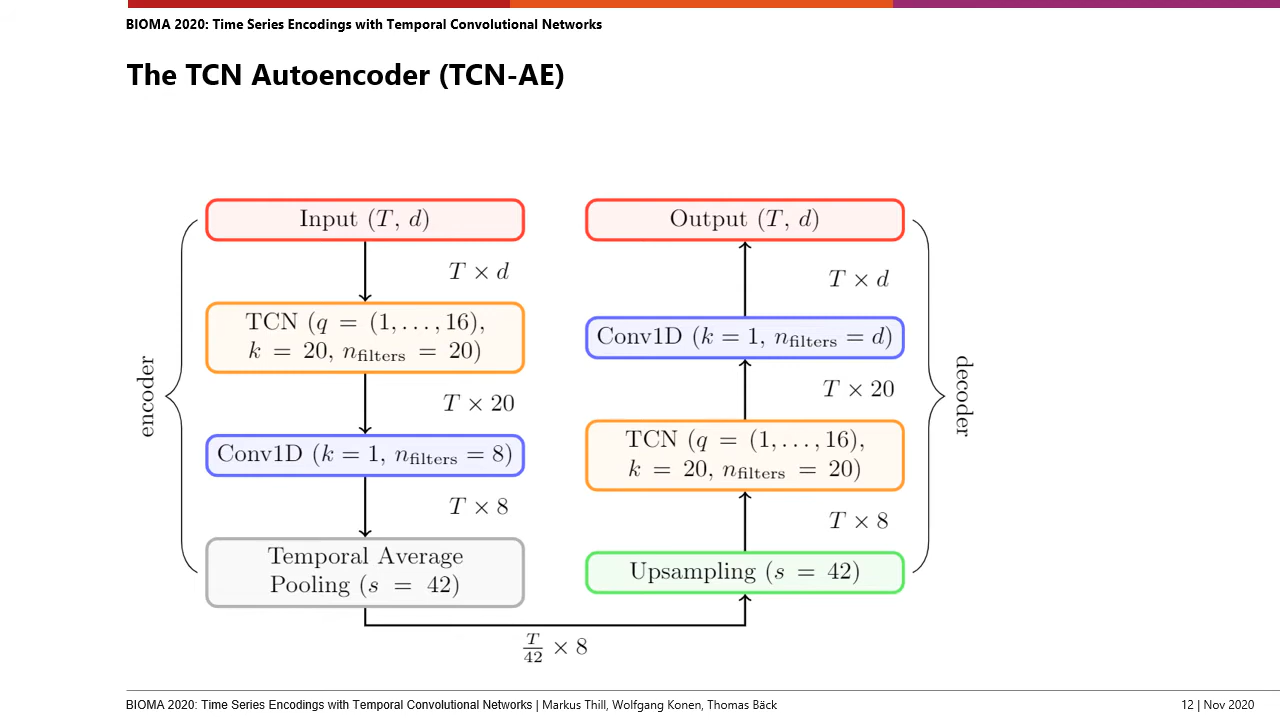 BIOMA 2020: Time Series Encodings with Temporal Convolutional Networks
The TCN Autoencoder (TCN-AE)
encoder
Input (T, d)
T × d
TCN (q = (1, . . . , 16),
k = 20, n_filters = 20)
T × 20
Conv1D (k = 1, n_filters = 8)
T × 8
Temporal Average
Pooling (s = 42)
T/42 × 8
Output (T, d)
T × d
Conv1D (k = 1, n_filters = d)
T × 20
TCN (q = (1, . . . , 16),
k = 20, n_filters = 20)
T × 8
Upsampling (s = 42)
decoder
BIOMA 2020: Time Series Encodings with Temporal Convolutional Networks | Markus Thill, Wolfgang Konen, Thomas Bäck
12 | Nov 2020